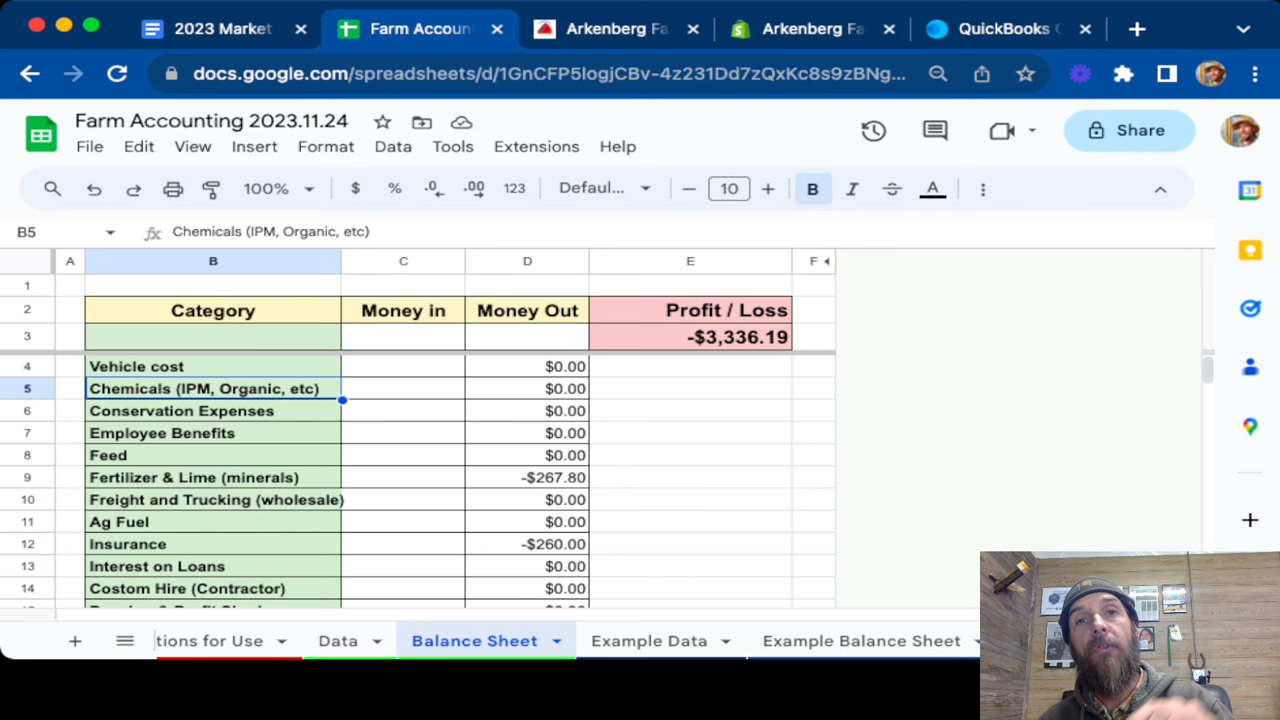 2023 Market
Farm Accoun
Arkenberg Fa
Arkenberg Fa
QuickBooks
docs.google.com/spreadsheets/d/1GnCFP5logjCBv-4z231Dd7zQxKc8s9zBNg...
Farm Accounting 2023.11.24
File Edit View Insert Format Data Tools Extensions Help
Share
100% $ % .0 .00 123 Defaul... 10 B I S A
31
B5 fx Chemicals (IPM, Organic, etc)
A B C D E F
1
2 Category Money in Money Out Profit / Loss
3 -$3,336.19
4 Vehicle cost $0.00
5 Chemicals (IPM, Organic, etc) $0.00
6 Conservation Expenses $0.00
7 Employee Benefits $0.00
8 Feed $0.00
9 Fertilizer & Lime (minerals) -$267.80
10 Freight and Trucking (wholesale) $0.00
11 Ag Fuel $0.00
12 Insurance -$260.00
13 Interest on Loans $0.00
14 Costom Hire (Contractor) $0.00
tions for Use Data Balance Sheet Example Data Example Balance Sheet